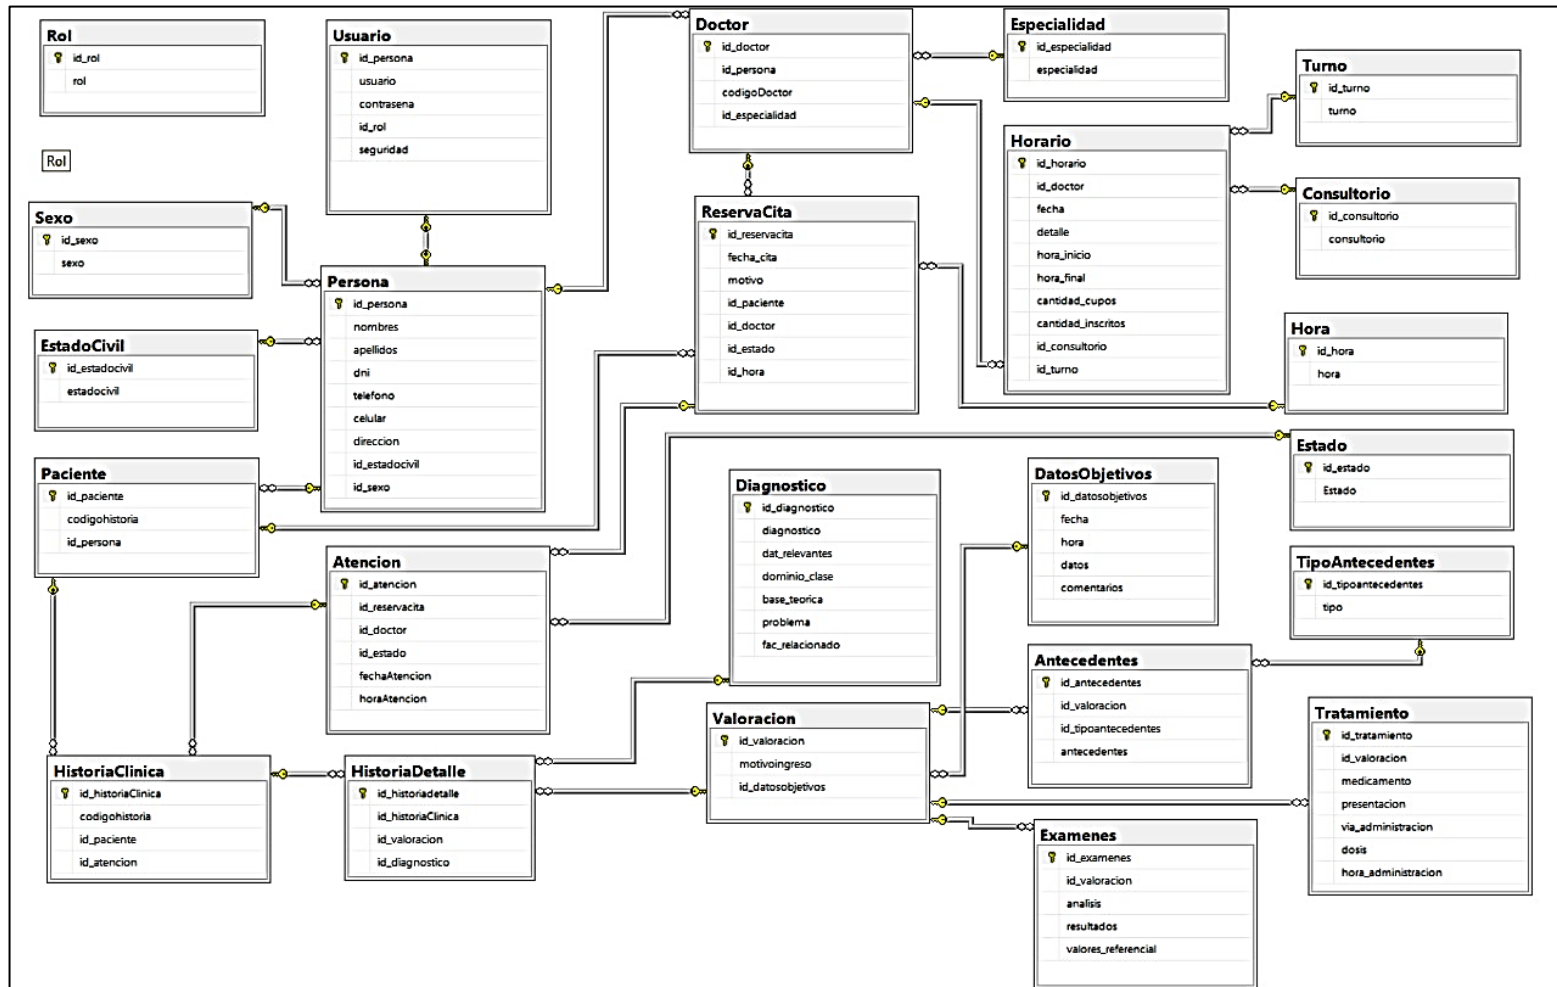 Rol
id_rol
rol
Rol
Usuario
id_persona
usuario
contrasena
id_rol
seguridad
Doctor
id_doctor
id_persona
codigoDoctor
id_especialidad
Especialidad
id_especialidad
especialidad
Turno
id_turno
turno
Sexo
id_sexo
sexo
Persona
id_persona
nombres
apellidos
dni
telefono
celular
direccion
id_estadocivil
id_sexo
ReservaCita
id_reservacita
fecha_cita
motivo
id_paciente
id_doctor
id_estado
id_hora
Horario
id_horario
id_doctor
fecha
detalle
hora_inicio
hora_final
cantidad_cupos
cantidad_inscritos
id_consultorio
id_turno
Consultorio
id_consultorio
consultorio
EstadoCivil
id_estadocivil
estadocivil
Hora
id_hora
hora
Paciente
id_paciente
codigohistoria
id_persona
Atencion
id_atencion
id_reservacita
id_doctor
id_estado
fechaAtencion
horaAtencion
Diagnostico
id_diagnostico
diagnostico
dat_relevantes
dominio_clase
base_teorica
problema
fac_relacionado
DatosObjetivos
id_datosobjetivos
fecha
hora
datos
comentarios
Estado
id_estado
Estado
TipoAntecedentes
id_tipoantecedentes
tipo
Antecedentes
id_antecedentes
id_valoracion
id_tipoantecedentes
antecedentes
HistoriaClinica
id_historiaClinica
codigohistoria
id_paciente
id_atencion
HistoriaDetalle
id_historiadetalle
id_historiaClinica
id_valoracion
id_diagnostico
Valoracion
id_valoracion
motivoingreso
id_datosobjetivos
Tratamiento
id_tratamiento
id_valoracion
medicamento
presentacion
via_administracion
dosis
hora_administracion
Examenes
id_examenes
id_valoracion
analisis
resultados
valores_referencial